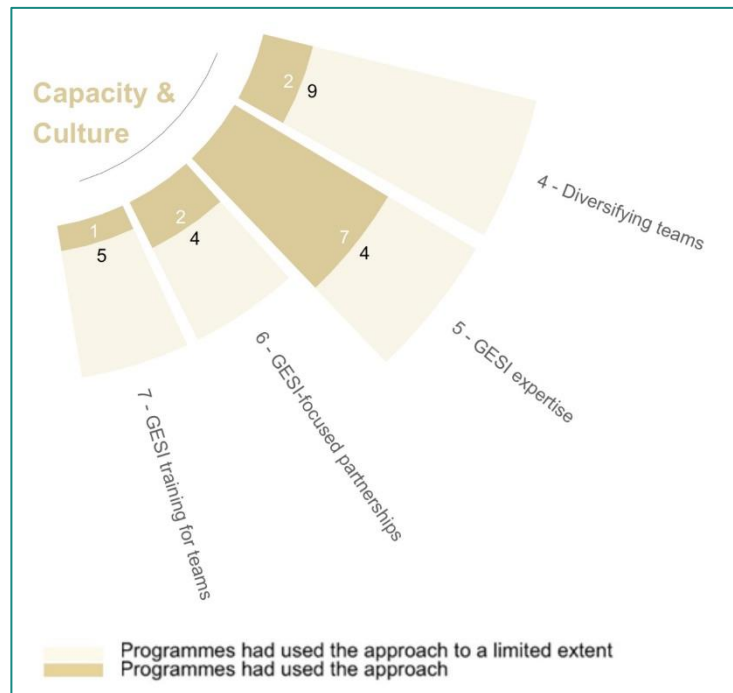 Capacity &
Culture
2
9
4 - Diversifying teams
7
4
5 - GESI expertise
2
4
6 - GESI-focused partnerships
1
5
7 - GESI training for teams
Programmes had used the approach to a limited extent
Programmes had used the approach